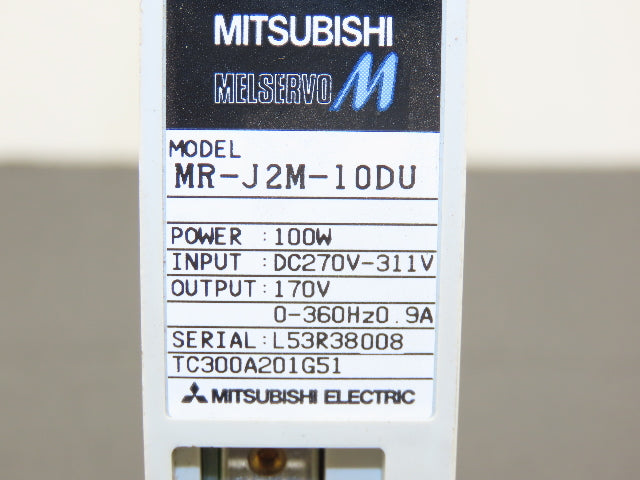 MITSUBISHI
MELSERVO M
MODEL
MR-J2M-10DU
POWER :100W
INPUT :DC270V-311V
OUTPUT:170V
0-360Hz0.9A
SERIAL:L53R38008
TC300A201G51
MITSUBISHI ELECTRIC